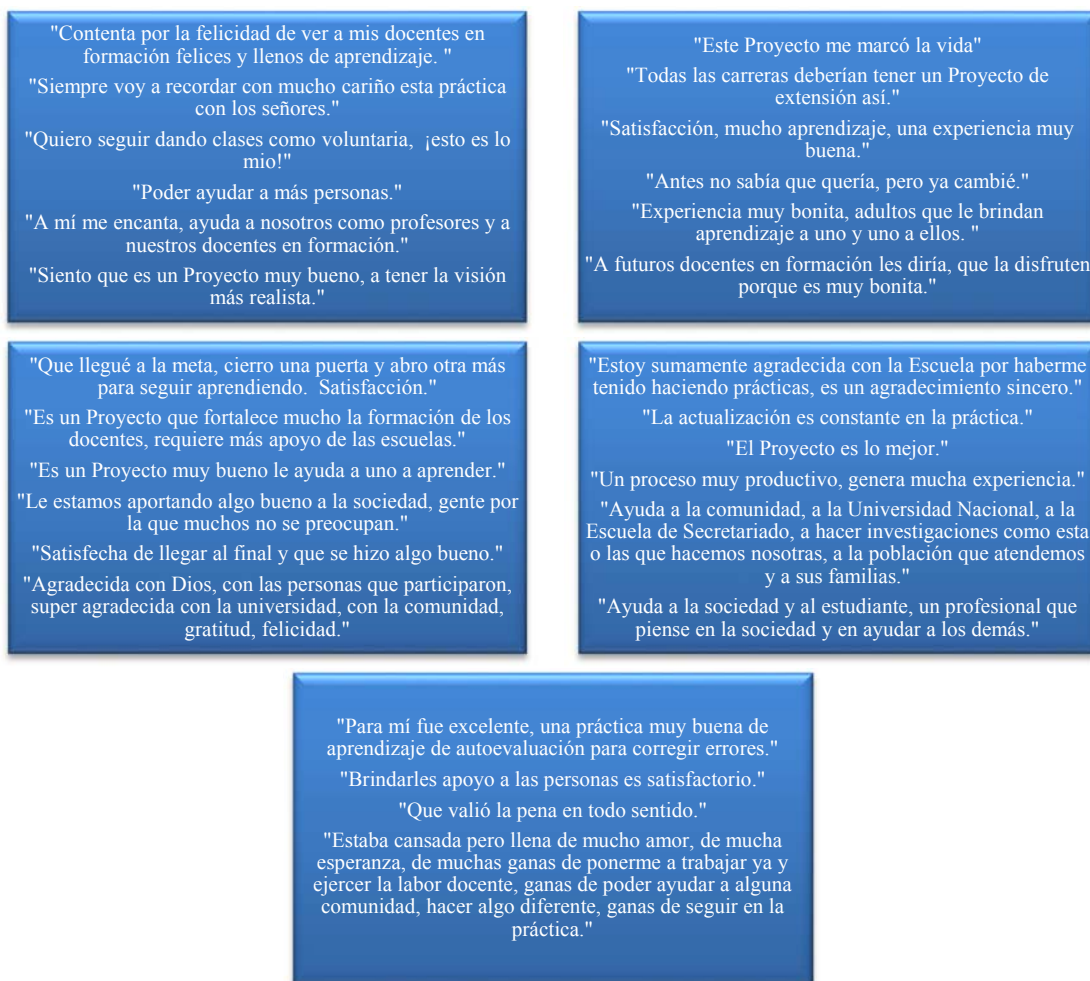 "Contenta por la felicidad de ver a mis docentes en
formación felices y llenos de aprendizaje. "
"Siempre voy a recordar con mucho cariño esta práctica
con los señores."
"Quiero seguir dando clases como voluntaria, ¡esto es lo
mio!"
"Poder ayudar a más personas."
"A mí me encanta, ayuda a nosotros como profesores y a
nuestros docentes en formación."
"Siento que es un Proyecto muy bueno, a tener la visión
más realista."
"Este Proyecto me marcó la vida"
"Todas las carreras deberían tener un Proyecto de
extensión así."
"Satisfacción, mucho aprendizaje, una experiencia muy
buena."
"Antes no sabía que quería, pero ya cambié."
"Experiencia muy bonita, adultos que le brindan
aprendizaje a uno y uno a ellos. "
"A futuros docentes en formación les diría, que la disfruten
porque es muy bonita."
"Que llegué a la meta, cierro una puerta y abro otra más
para seguir aprendiendo. Satisfacción."
"Es un Proyecto que fortalece mucho la formación de los
docentes, requiere más apoyo de las escuelas."
"Es un Proyecto muy bueno le ayuda a uno a aprender."
"Le estamos aportando algo bueno a la sociedad, gente por
la que muchos no se preocupan."
"Satisfecha de llegar al final y que se hizo algo bueno."
"Agradecida con Dios, con las personas que participaron,
super agradecida con la universidad, con la comunidad,
gratitud, felicidad."
"Estoy sumamente agradecida con la Escuela por haberme
tenido haciendo prácticas, es un agradecimiento sincero."
"La actualización es constante en la práctica."
"El Proyecto es lo mejor."
"Un proceso muy productivo, genera mucha experiencia."
"Ayuda a la comunidad, a la Universidad Nacional, a la
Escuela de Secretariado, a hacer investigaciones como esta
o las que hacemos nosotras, a la población que atendemos
y a sus familias."
"Ayuda a la sociedad y al estudiante, un profesional que
piense en la sociedad y en ayudar a los demás."
"Para mí fue excelente, una práctica muy buena de
aprendizaje de autoevaluación para corregir errores."
"Brindarles apoyo a las personas es satisfactorio."
"Que valió la pena en todo sentido."
"Estaba cansada pero llena de mucho amor, de mucha
esperanza, de muchas ganas de ponerme a trabajar ya y
ejercer la labor docente, ganas de poder ayudar a alguna
comunidad, hacer algo diferente, ganas de seguir en la
práctica."